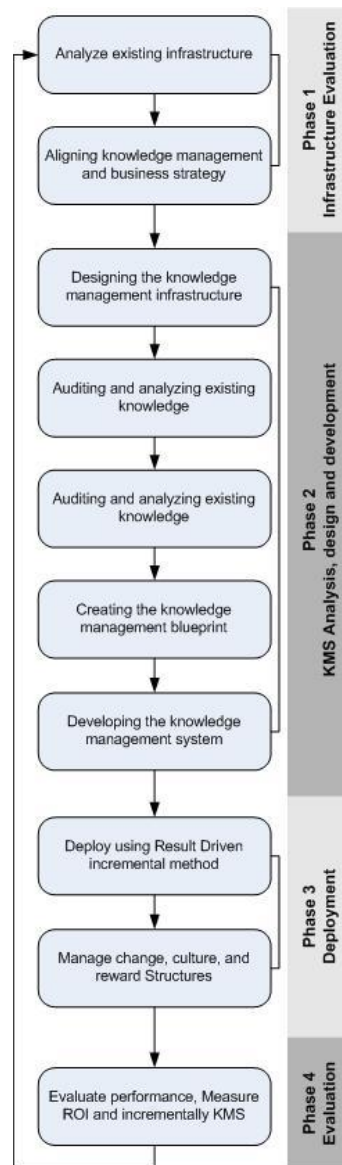 Analyze existing infrastructure
Aligning knowledge management
and business strategy
Phase 1
Infrastructure Evaluation
Designing the knowledge
management infrastructure
Auditing and analyzing existing
knowledge
Auditing and analyzing existing
knowledge
Creating the knowledge
management blueprint
Developing the knowledge
management system
Phase 2
KMS Analysis, design and development
Deploy using Result Driven
incremental method
Manage change, culture, and
reward Structures
Phase 3
Deployment
Evaluate performance, Measure
ROI and incrementally KMS
Phase 4
Evaluation